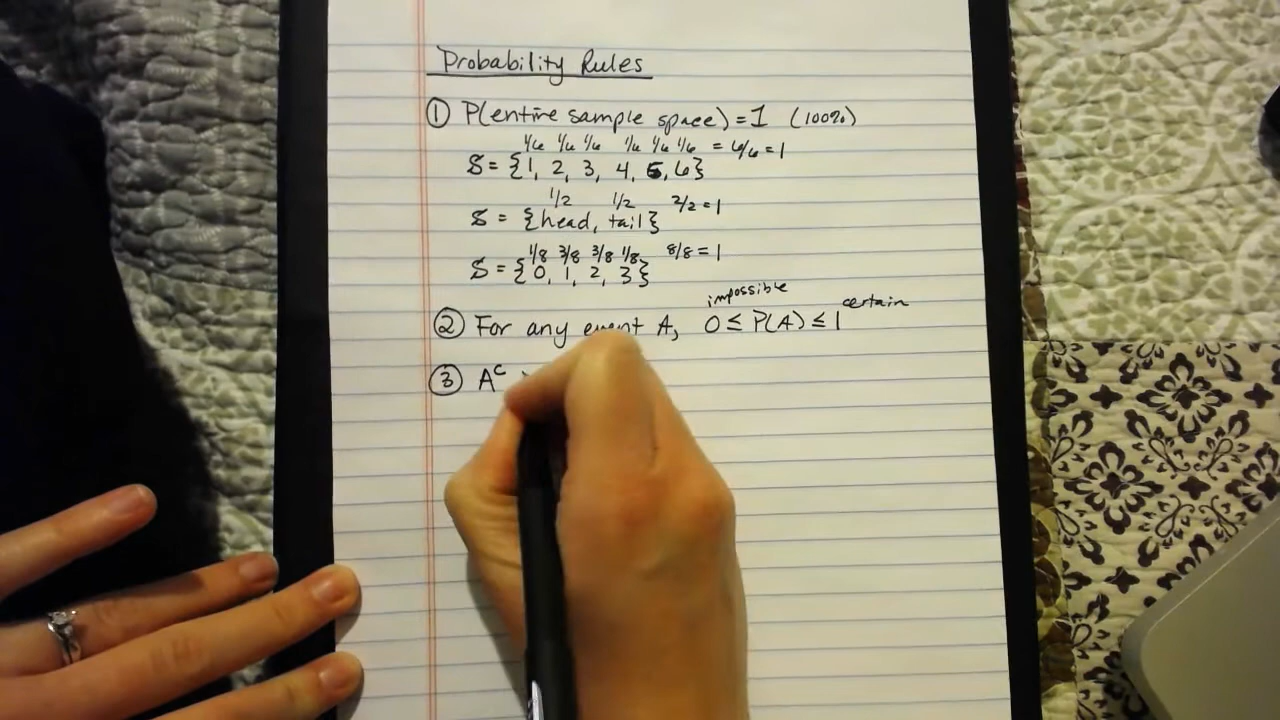 Probability Rules
① P(entire sample space) = 1 (100%)
1/6 1/6 1/6 1/6 1/6 1/6 = 6/6 = 1
S = {1, 2, 3, 4, 5, 6}
1/2 1/2 2/2 = 1
S = {head, tail}
1/8 3/8 3/8 1/8 8/8 = 1
S = {0, 1, 2, 3}
impossible certain
② For any event A, 0 ≤ P(A) ≤ 1
③ Aᶜ